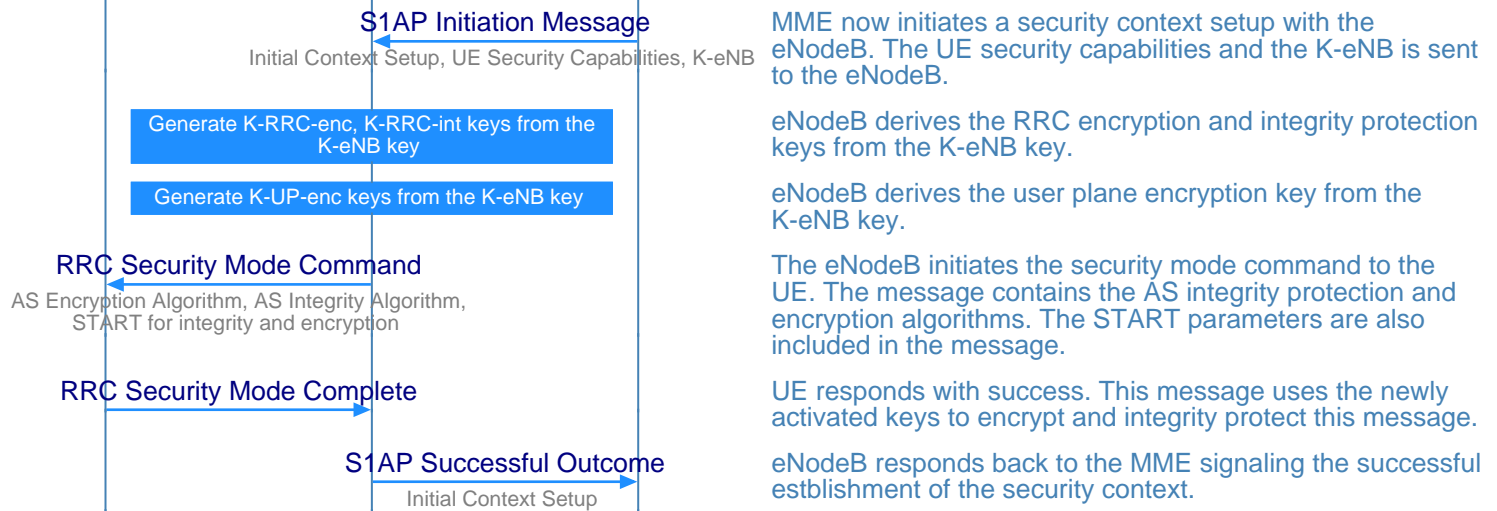 S1AP Initiation Message
Initial Context Setup, UE Security Capabilities, K-eNB
MME now initiates a security context setup with the
eNodeB. The UE security capabilities and the K-eNB is sent
to the eNodeB.
Generate K-RRC-enc, K-RRC-int keys from the
K-eNB key
eNodeB derives the RRC encryption and integrity protection
keys from the K-eNB key.
Generate K-UP-enc keys from the K-eNB key
eNodeB derives the user plane encryption key from the
K-eNB key.
RRC Security Mode Command
AS Encryption Algorithm, AS Integrity Algorithm,
START for integrity and encryption
The eNodeB initiates the security mode command to the
UE. The message contains the AS integrity protection and
encryption algorithms. The START parameters are also
included in the message.
RRC Security Mode Complete
UE responds with success. This message uses the newly
activated keys to encrypt and integrity protect this message.
S1AP Successful Outcome
Initial Context Setup
eNodeB responds back to the MME signaling the successful
estblishment of the security context.